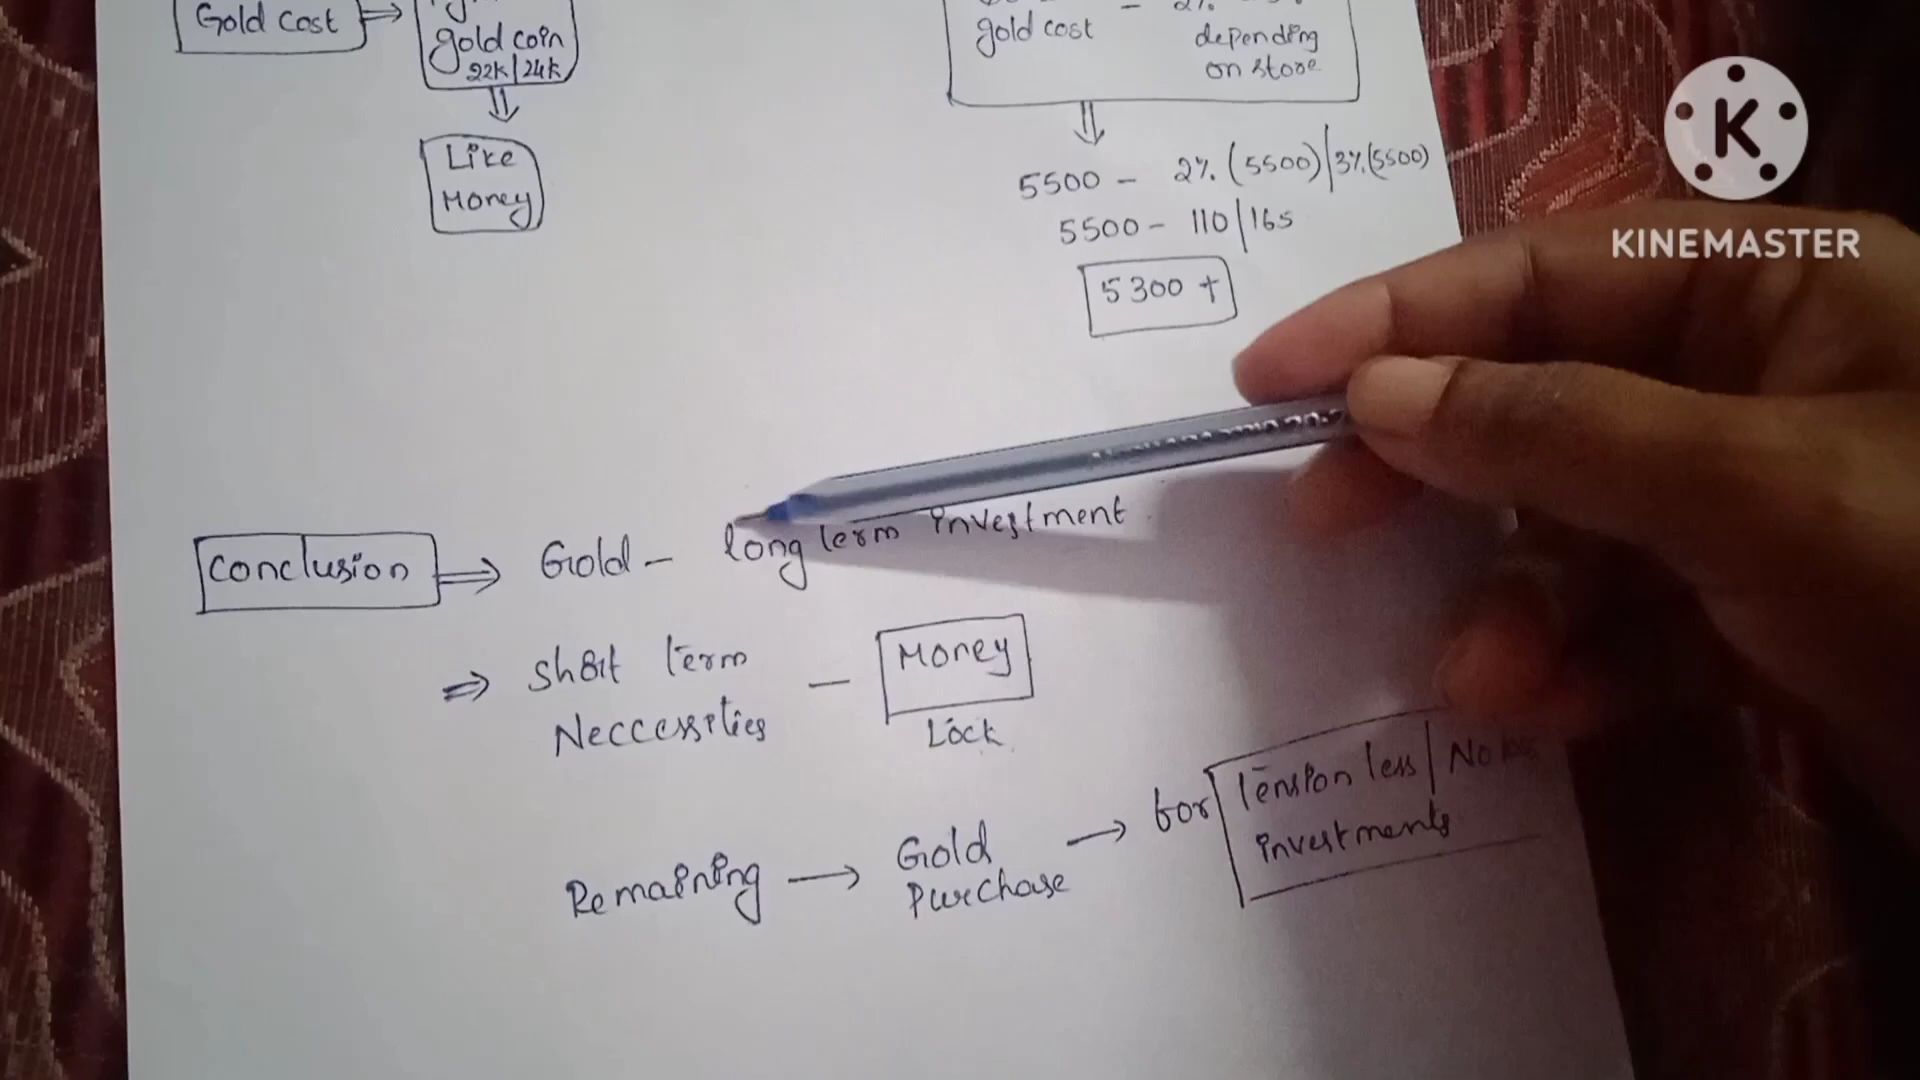 Gold Cost ⇒
gold coin
22K|24K
Like
Money
gold cost
depending
on store
5500 - 2% (5500)|3%(5500)
5500 - 110|165
5300 +
Conclusion ⇒ Gold - long term investment
⇒ Short term — Money
Neccessities Lock
Remaining → Gold → for Tension less | No
Purchase investments
K
KINEMASTER